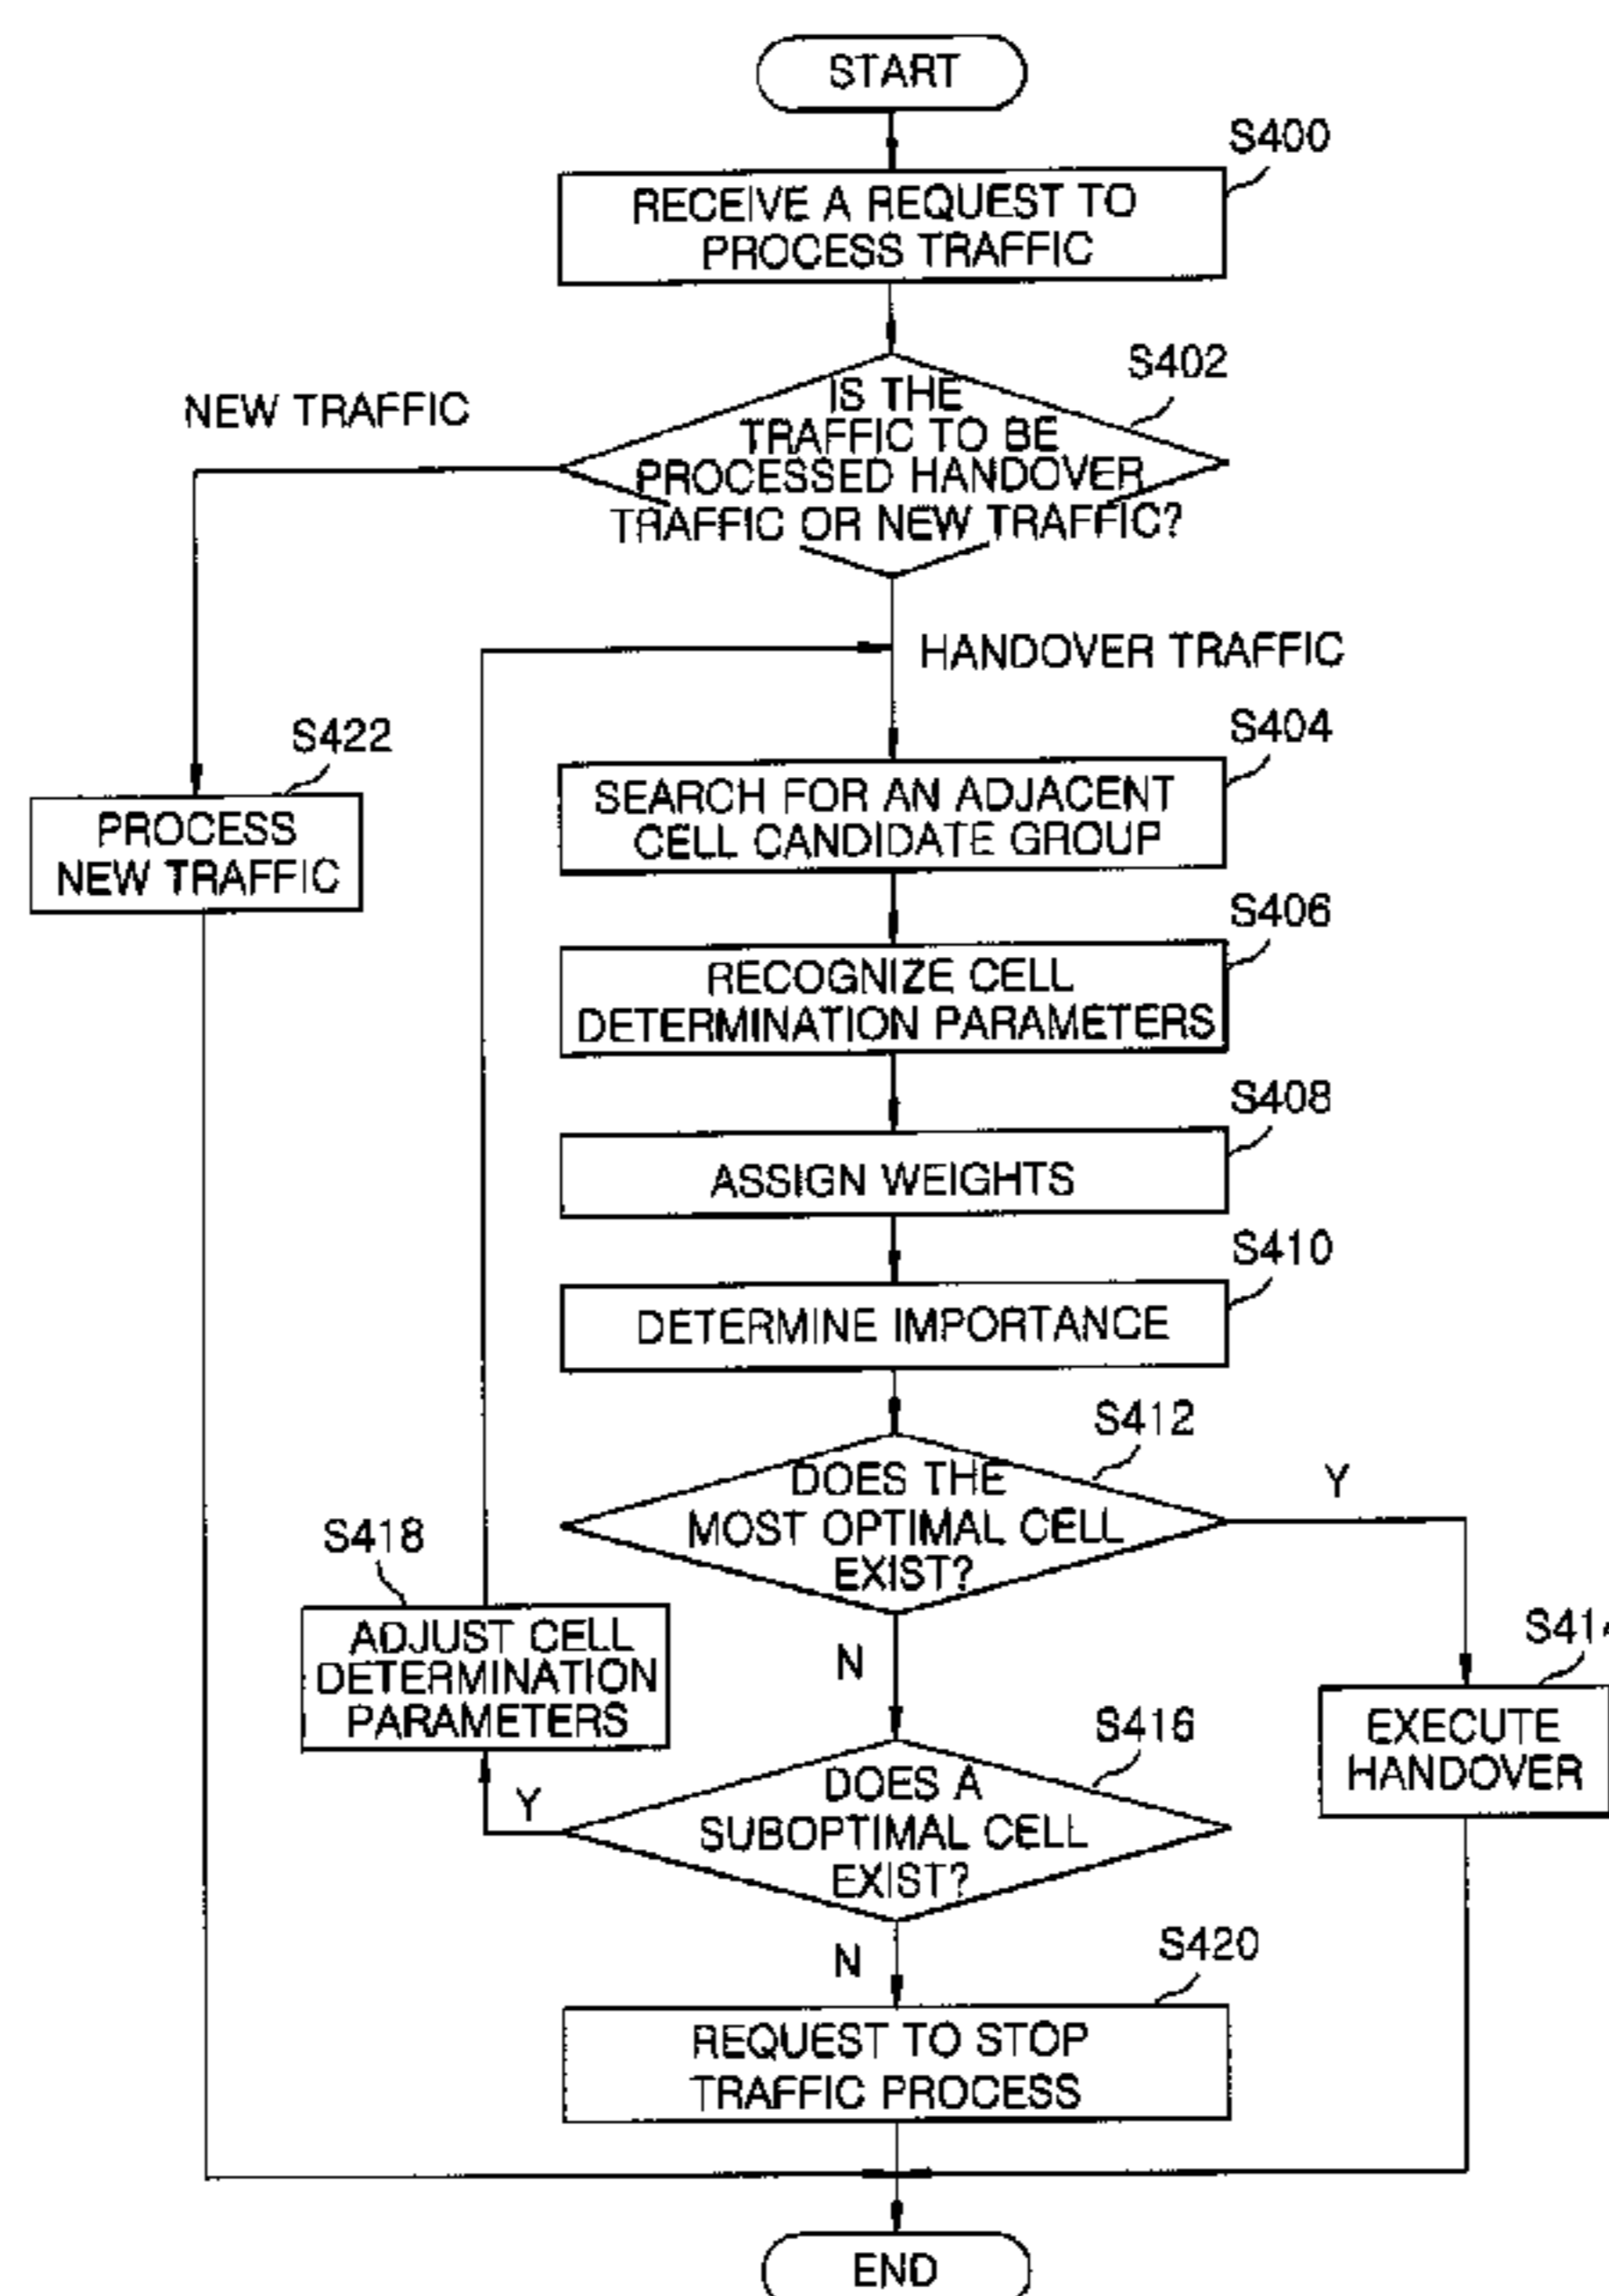 START
S400
RECEIVE A REQUEST TO
PROCESS TRAFFIC
S402
IS THE
TRAFFIC TO BE
PROCESSED HANDOVER
TRAFFIC OR NEW TRAFFIC?
NEW TRAFFIC
HANDOVER TRAFFIC
S422
PROCESS
NEW TRAFFIC
S404
SEARCH FOR AN ADJACENT
CELL CANDIDATE GROUP
S406
RECOGNIZE CELL
DETERMINATION PARAMETERS
S408
ASSIGN WEIGHTS
S410
DETERMINE IMPORTANCE
S412
DOES THE
MOST OPTIMAL CELL
EXIST?
Y
N
S418
ADJUST CELL
DETERMINATION
PARAMETERS
EXECUTE
HANDOVER
S416
DOES A
SUBOPTIMAL CELL
EXIST?
Y
N
S420
REQUEST TO STOP
TRAFFIC PROCESS
END